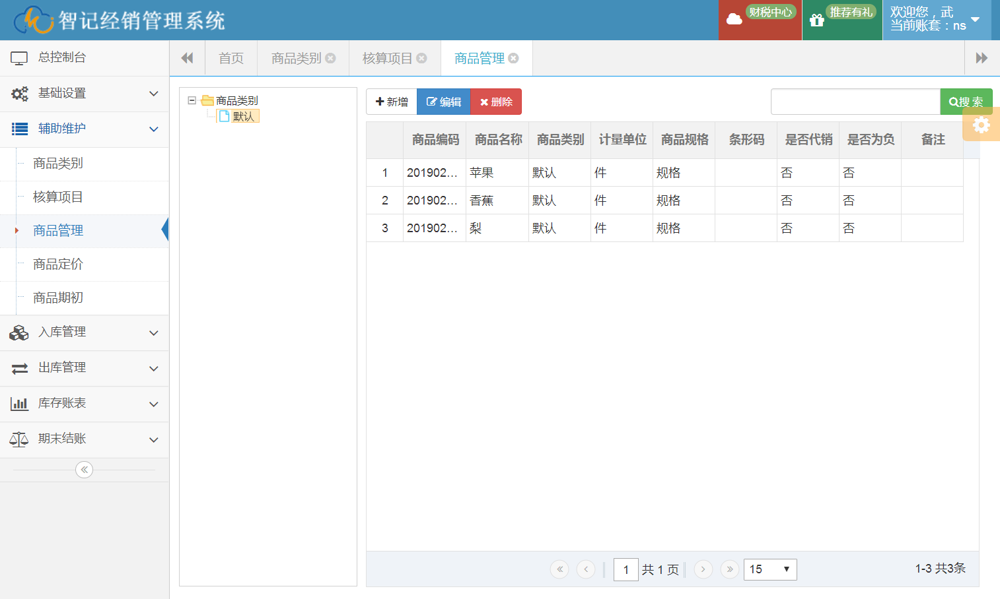 智记经销管理系统
财税中心
推荐有礼
欢迎您，武
当前账套：ns
总控制台
基础设置
辅助维护
商品类别
核算项目
商品管理
商品定价
商品期初
入库管理
出库管理
库存账表
期末结账
首页 商品类别 核算项目 商品管理
商品类别
默认
新增 编辑 删除 搜 索
商品编码 商品名称 商品类别 计量单位 商品规格 条形码 是否代销 是否为负 备注
1 201902... 苹果 默认 件 规格 否 否
2 201902... 香蕉 默认 件 规格 否 否
3 201902... 梨 默认 件 规格 否 否
1 共 1 页 15 1-3 共3条